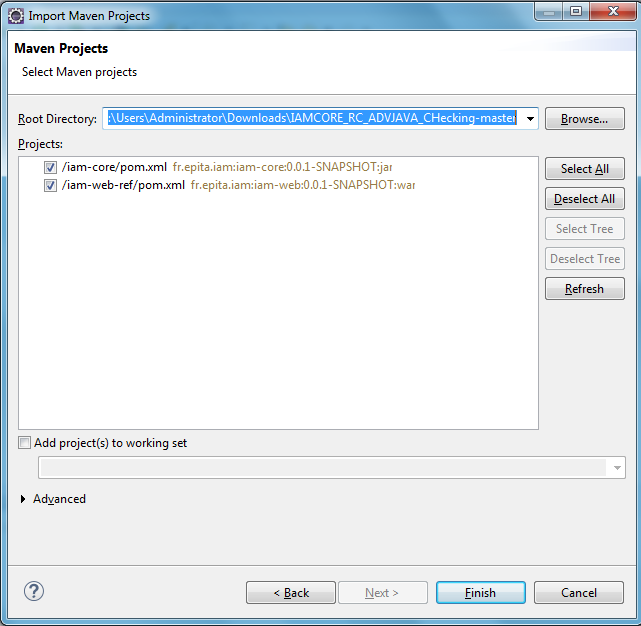 Import Maven Projects
Maven Projects
Select Maven projects
Root Directory: :\Users\Administrator\Downloads\IAMCORE_RC_ADVJAVA_CHecking-master Browse...
Projects:
/iam-core/pom.xml fr.epita.iam:iam-core:0.0.1-SNAPSHOT:jar
/iam-web-ref/pom.xml fr.epita.iam:iam-web:0.0.1-SNAPSHOT:war
Select All
Deselect All
Select Tree
Deselect Tree
Refresh
Add project(s) to working set
Advanced
? < Back Next > Finish Cancel